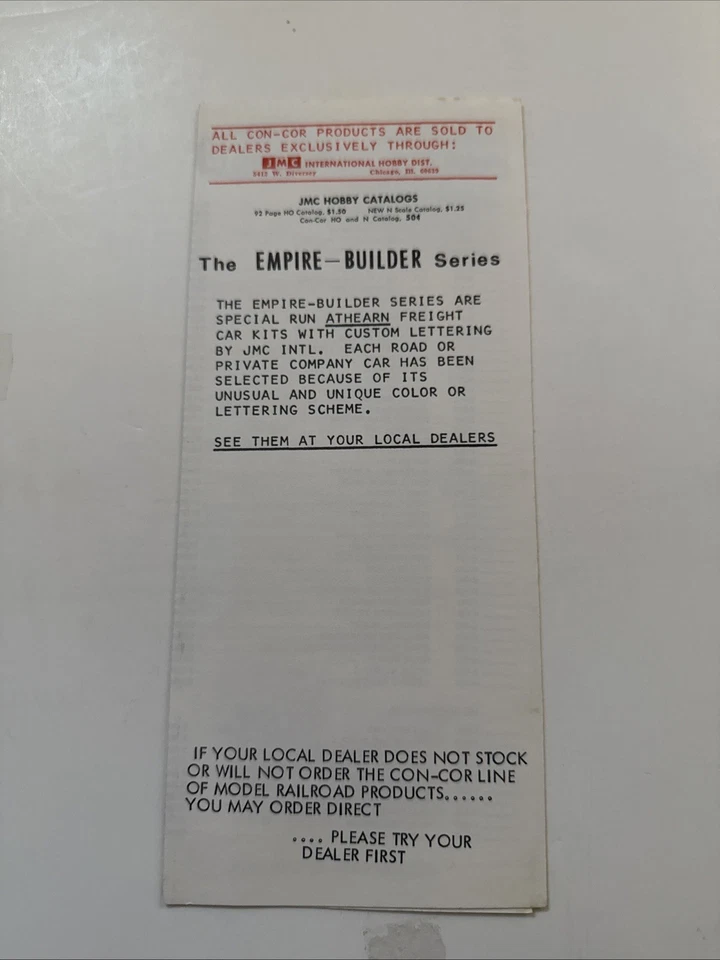 ALL CON-COR PRODUCTS ARE SOLD TO
DEALERS EXCLUSIVELY THROUGH:
JMC INTERNATIONAL HOBBY DIST.
5412 W. Diversey Chicago, Ill. 60639
JMC HOBBY CATALOGS
92 Page HO Catalog, $1.50 NEW N Scale Catalog, $1.25
Con-Cor HO and N Catalog, 50¢
The EMPIRE—BUILDER Series
THE EMPIRE-BUILDER SERIES ARE
SPECIAL RUN ATHEARN FREIGHT
CAR KITS WITH CUSTOM LETTERING
BY JMC INTL. EACH ROAD OR
PRIVATE COMPANY CAR HAS BEEN
SELECTED BECAUSE OF ITS
UNUSUAL AND UNIQUE COLOR OR
LETTERING SCHEME.
SEE THEM AT YOUR LOCAL DEALERS
IF YOUR LOCAL DEALER DOES NOT STOCK
OR WILL NOT ORDER THE CON-COR LINE
OF MODEL RAILROAD PRODUCTS......
YOU MAY ORDER DIRECT
.... PLEASE TRY YOUR
DEALER FIRST